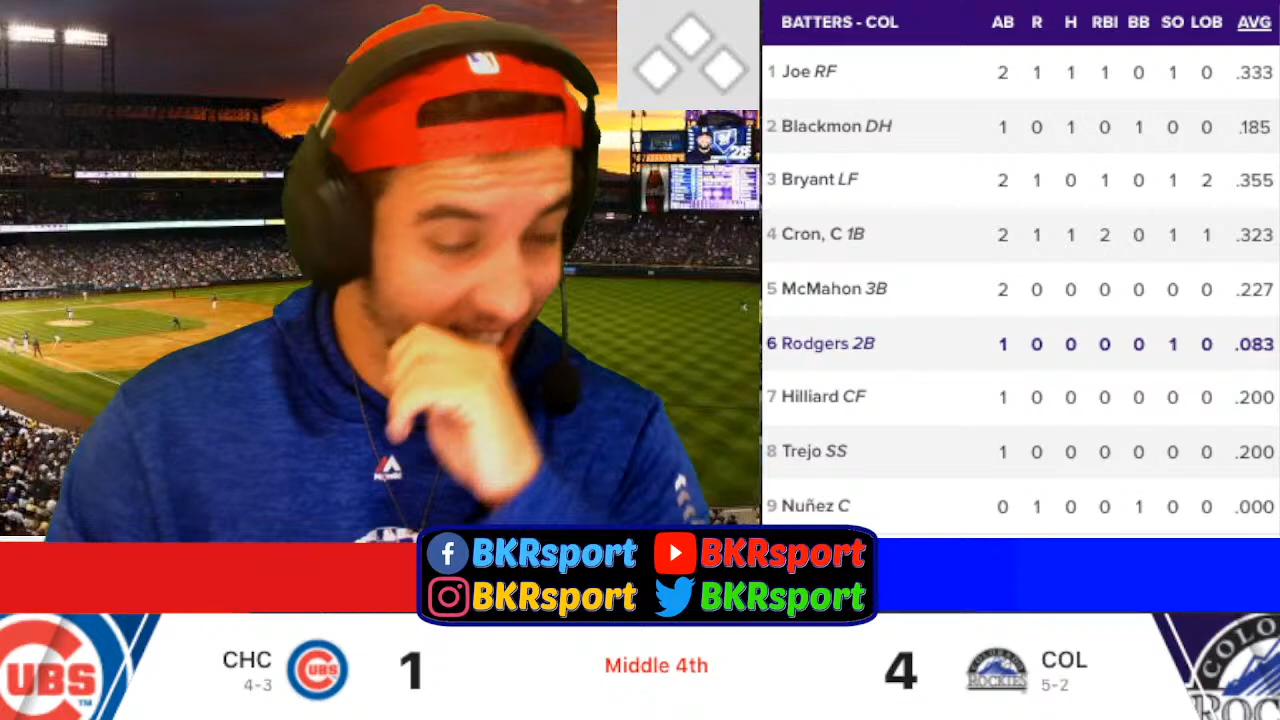 BATTERS - COL AB R H RBI BB SO LOB AVG
1 Joe RF 2 1 1 1 0 1 0 .333
2 Blackmon DH 1 0 1 0 1 0 0 .185
3 Bryant LF 2 1 0 1 0 1 2 .355
4 Cron, C 1B 2 1 1 2 0 1 1 .323
5 McMahon 3B 2 0 0 0 0 0 0 .227
6 Rodgers 2B 1 0 0 0 0 1 0 .083
7 Hilliard CF 1 0 0 0 0 0 0 .200
8 Trejo SS 1 0 0 0 0 0 0 .200
9 Nuñez C 0 1 0 0 1 0 0 .000
BKRsport BKRsport
BKRsport BKRsport
UBS
TM
CHC
4-3
CUBS
1
Middle 4th
4
COLORADO
ROCKIES
COL
5-2
COLO
ROC